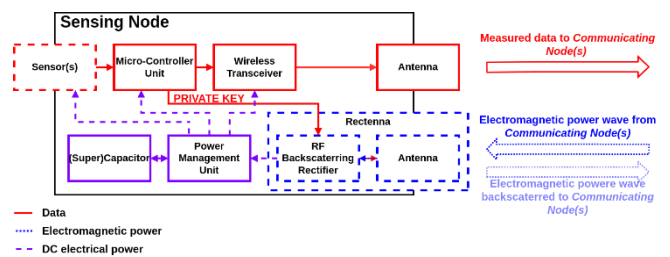 Sensing Node
Sensor(s)
Micro-Controller
Unit
Wireless
Transceiver
Antenna
Measured data to Communicating
Node(s)
PRIVATE KEY
Rectenna
(Super)Capacitor
Power
Management
Unit
RF
Backscaterring
Rectifier
Antenna
Electromagnetic power wave from
Communicating Node(s)
Electromagnetic powere wave
backscaterred to Communicating
Node(s)
Data
Electromagnetic power
DC electrical power